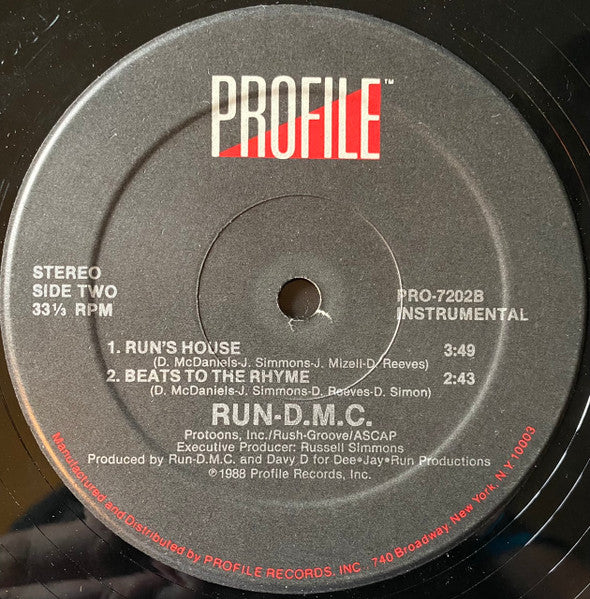 PROFILE™
STEREO
SIDE TWO
33⅓ RPM
PRO-7202B
INSTRUMENTAL
1. RUN'S HOUSE 3:49
(D. McDaniels-J. Simmons-J. Mizell-D. Reeves)
2. BEATS TO THE RHYME 2:43
(D. McDaniels-J. Simmons-D. Reeves-D. Simon)
RUN-D.M.C.
Protoons, Inc./Rush-Groove/ASCAP
Executive Producer: Russell Simmons
Produced by Run-D.M.C. and Davy D for Dee•Jay•Run Productions
℗1988 Profile Records, Inc.
Manufactured and Distributed by PROFILE RECORDS, INC. 740 Broadway, New York, N.Y. 10003